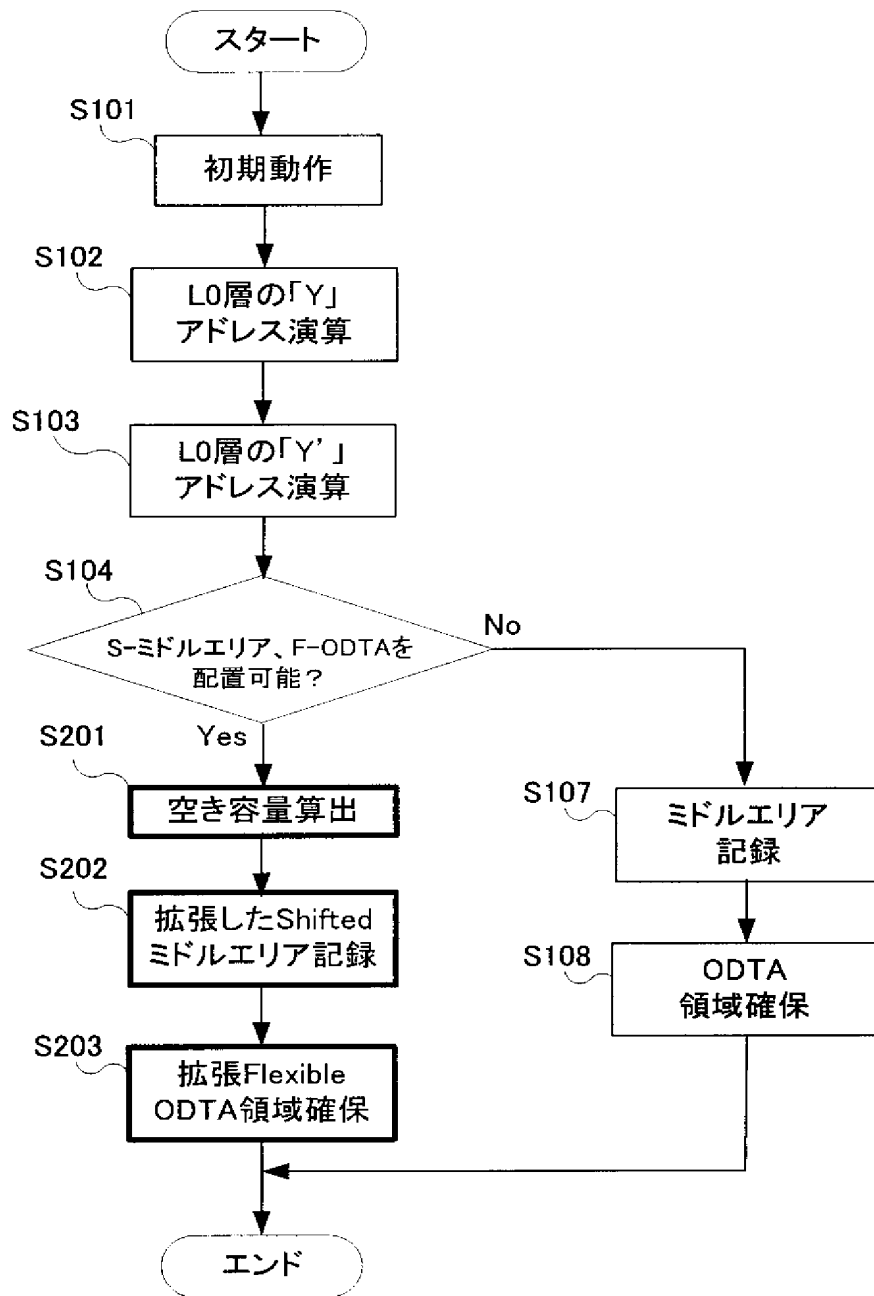 スタート
S101
初期動作
S102
L0層の「Y」
アドレス演算
S103
L0層の「Y'」
アドレス演算
S104
S-ミドルエリア、F-ODTAを
配置可能？
No
Yes
S201
空き容量算出
S202
拡張したShifted
ミドルエリア記録
S203
拡張Flexible
ODTA領域確保
S107
ミドルエリア
記録
S108
ODTA
領域確保
エンド